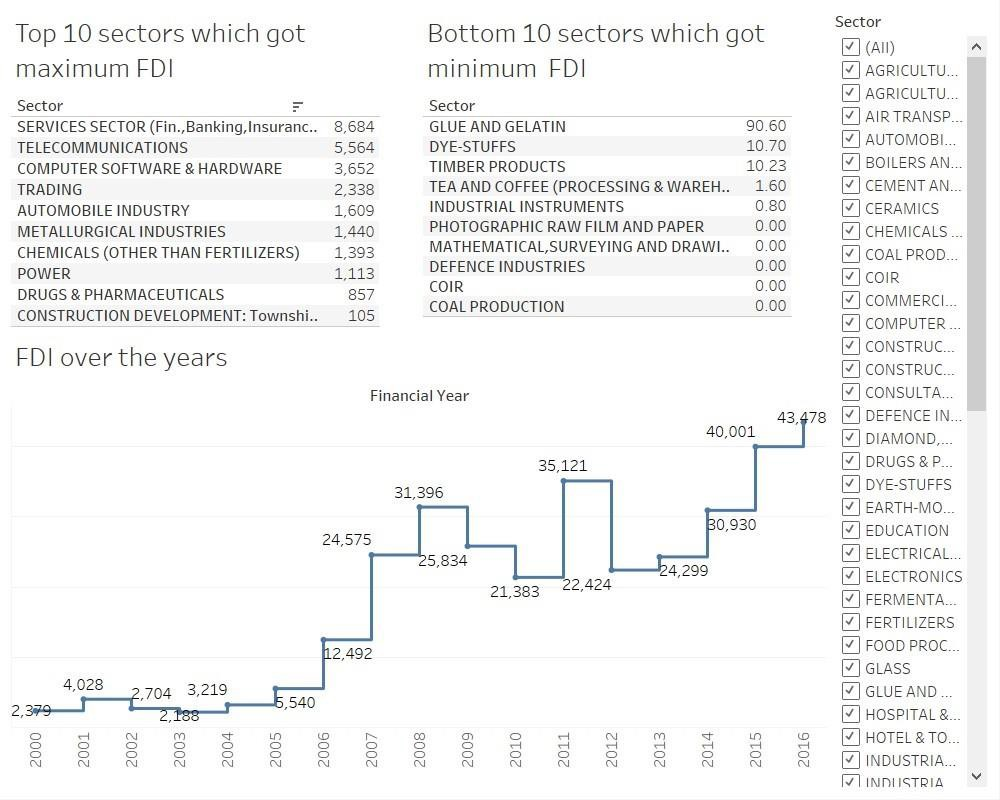 Top 10 sectors which got
maximum FDI
Sector
SERVICES SECTOR (Fin.,Banking,Insuranc.. 8,684
TELECOMMUNICATIONS 5,564
COMPUTER SOFTWARE & HARDWARE 3,652
TRADING 2,338
AUTOMOBILE INDUSTRY 1,609
METALLURGICAL INDUSTRIES 1,440
CHEMICALS (OTHER THAN FERTILIZERS) 1,393
POWER 1,113
DRUGS & PHARMACEUTICALS 857
CONSTRUCTION DEVELOPMENT: Townshi.. 105
Bottom 10 sectors which got
minimum FDI
Sector
GLUE AND GELATIN 90.60
DYE-STUFFS 10.70
TIMBER PRODUCTS 10.23
TEA AND COFFEE (PROCESSING & WAREH.. 1.60
INDUSTRIAL INSTRUMENTS 0.80
PHOTOGRAPHIC RAW FILM AND PAPER 0.00
MATHEMATICAL,SURVEYING AND DRAWI.. 0.00
DEFENCE INDUSTRIES 0.00
COIR 0.00
COAL PRODUCTION 0.00
FDI over the years
Financial Year
2,379
4,028
2,704
2,188
3,219
5,540
12,492
24,575
31,396
25,834
21,383
35,121
22,424
24,299
30,930
40,001
43,478
2000 2001 2002 2003 2004 2005 2006 2007 2008 2009 2010 2011 2012 2013 2014 2015 2016
Sector
(All)
AGRICULTU...
AGRICULTU...
AIR TRANSP...
AUTOMOBI...
BOILERS AN...
CEMENT AN...
CERAMICS
CHEMICALS ...
COAL PROD...
COIR
COMMERCI...
COMPUTER ...
CONSTRUC...
CONSTRUC...
CONSULTA...
DEFENCE IN...
DIAMOND,...
DRUGS & P...
DYE-STUFFS
EARTH-MO...
EDUCATION
ELECTRICAL...
ELECTRONICS
FERMENTA...
FERTILIZERS
FOOD PROC...
GLASS
GLUE AND ...
HOSPITAL &...
HOTEL & TO...
INDUSTRIA...
INDUSTRIA